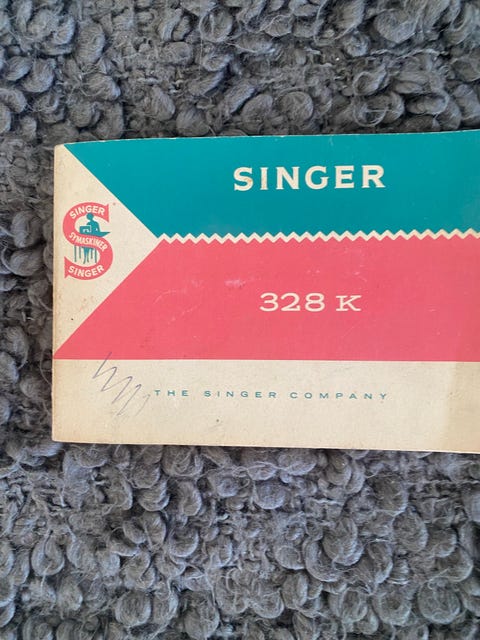 SINGER
SINGER
SYMASKINER
SINGER
328 K
THE SINGER COMPANY